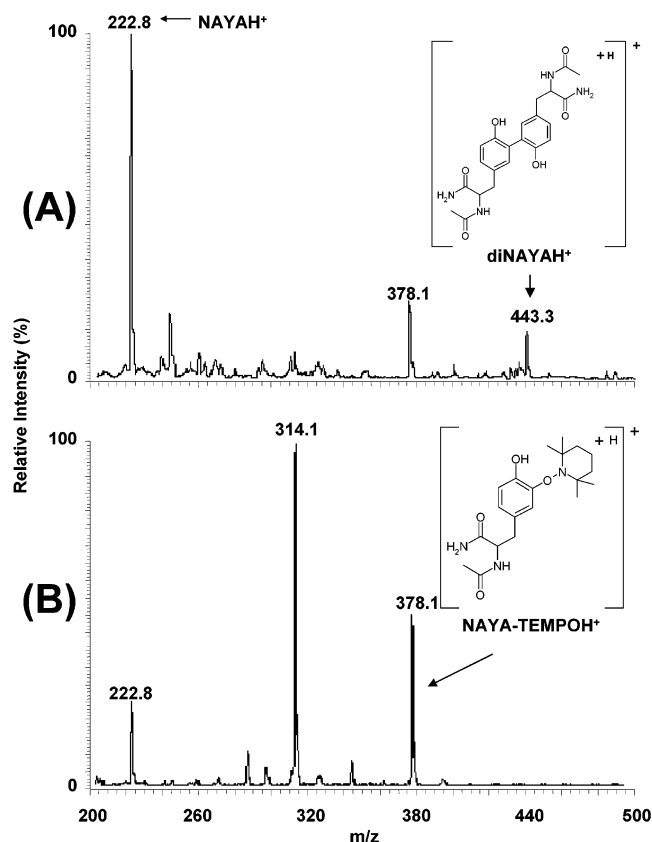 222.8
NAYAH⁺
100
(A)
+ H
+
O
HN
NH₂
O
OH
OH
O
H₂N
NH
O
diNAYAH⁺
378.1
443.3
0
Relative Intensity (%)
100
314.1
+ H
+
OH
O
N
O
H₂N
NH
O
(B)
378.1
NAYA-TEMPOH⁺
222.8
0
200
260
320
380
440
500
m/z